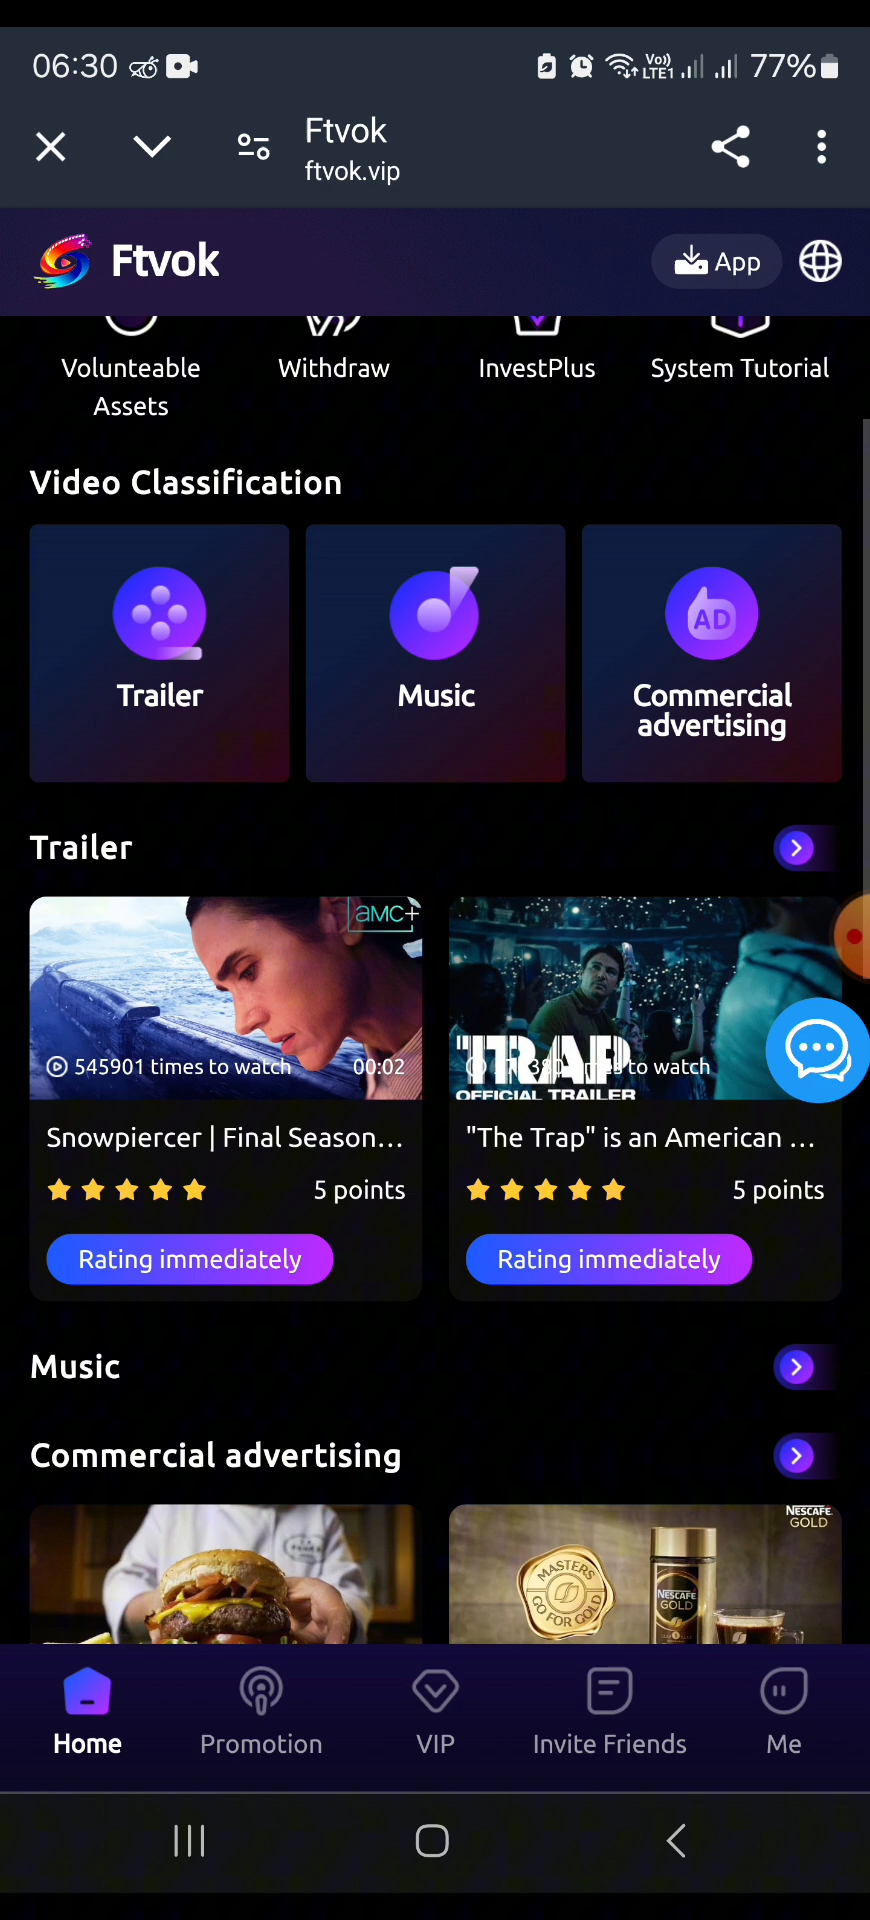 06:30
Vo)) LTE1
77%
Ftvok
ftvok.vip
Ftvok
App
Volunteable Assets
Withdraw
InvestPlus
System Tutorial
Video Classification
Trailer
Music
AD
Commercial advertising
Trailer
aMC+
545901 times to watch
00:02
TRAP
to watch
OFFICIAL TRAILER
Snowpiercer | Final Season...
"The Trap" is an American ...
5 points
5 points
Rating immediately
Rating immediately
Music
Commercial advertising
NESCAFE
GOLD
MASTERS
GO FOR GOLD
NESCAFE
GOLD
Home
Promotion
VIP
Invite Friends
Me